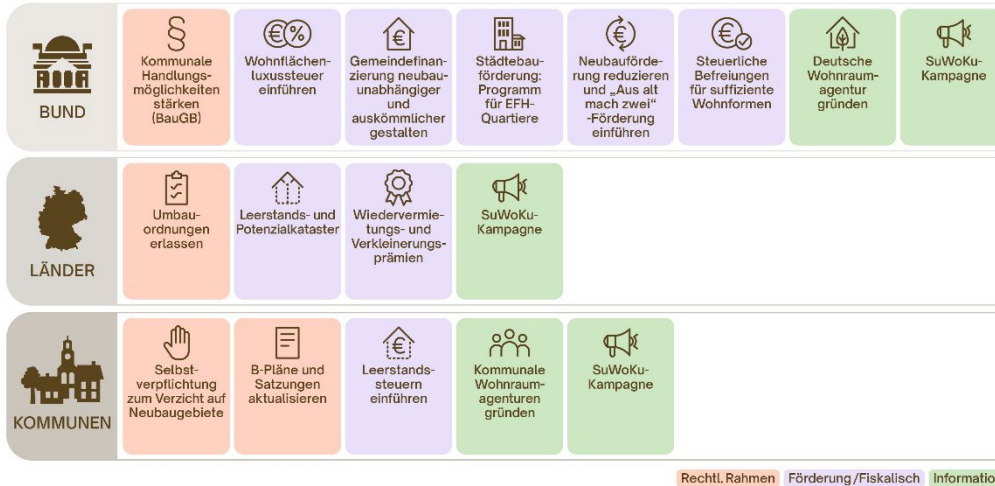 BUND
Kommunale
Handlungs-
möglichkeiten
stärken
(BauGB)
Wohnflächen-
luxussteuer
einführen
Gemeindefinan-
zierung neubau-
unabhängiger
und
auskömmlicher
gestalten
Städtebau-
förderung:
Programm
für EFH-
Quartiere
Neubauförde-
rung reduzieren
und „Aus alt
mach zwei“
-Förderung
einführen
Steuerliche
Befreiungen
für suffiziente
Wohnformen
Deutsche
Wohnraum-
agentur
gründen
SuWoKu-
Kampagne
LÄNDER
Umbau-
ordnungen
erlassen
Leerstands- und
Potenzialkataster
Wiedervermie-
tungs- und
Verkleinerungs-
prämien
SuWoKu-
Kampagne
KOMMUNEN
Selbst-
verpflichtung
zum Verzicht auf
Neubaugebiete
B-Pläne und
Satzungen
aktualisieren
Leerstands-
steuern
einführen
Kommunale
Wohnraum-
agenturen
gründen
SuWoKu-
Kampagne
Rechtl. Rahmen Förderung/Fiskalisch Informatio